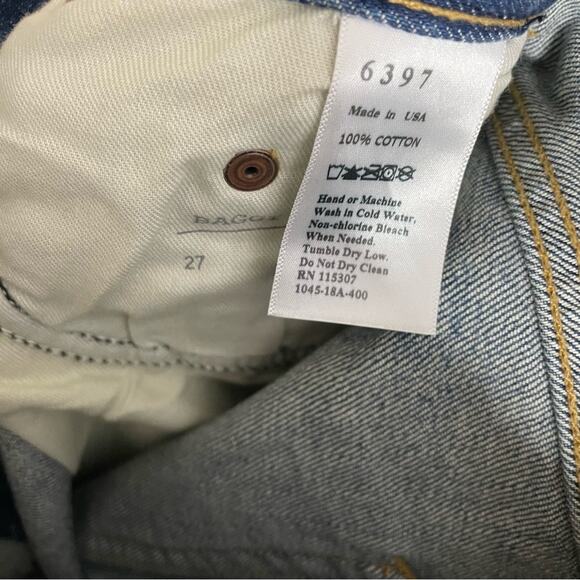 6397
Made in USA
100% COTTON
Hand or Machine
Wash in Cold Water,
Non-chlorine Bleach
When Needed.
Tumble Dry Low.
Do Not Dry Clean
RN 115307
1045-18A-400
27